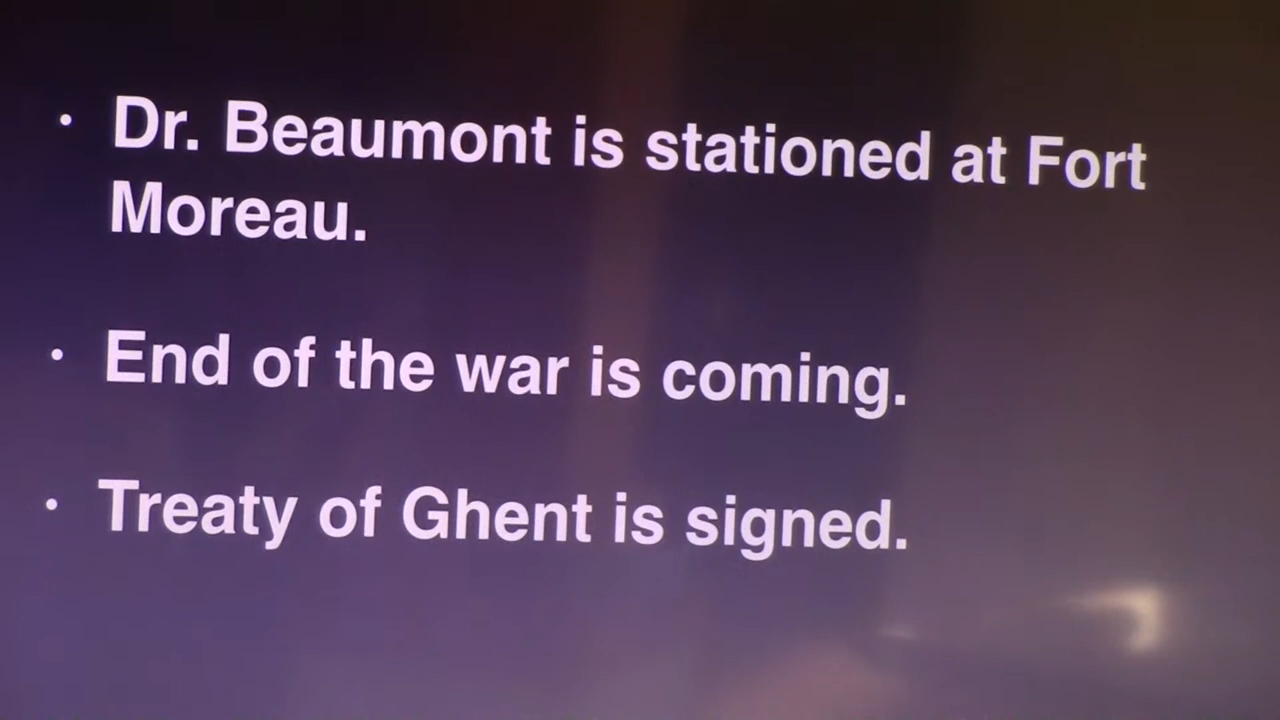 • Dr. Beaumont is stationed at Fort
Moreau.
• End of the war is coming.
• Treaty of Ghent is signed.